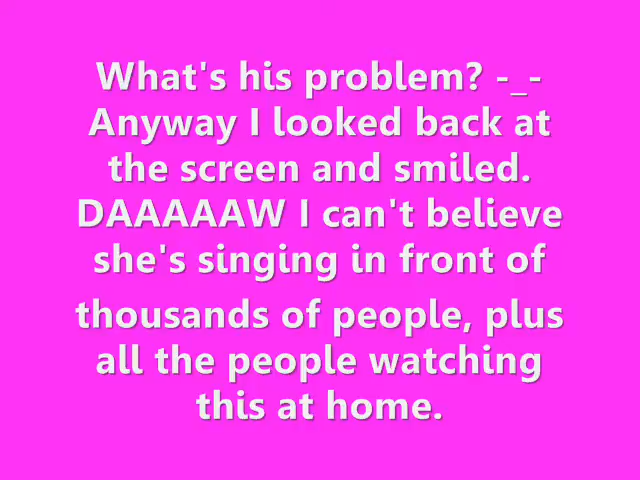 What's his problem? -_-
Anyway I looked back at
the screen and smiled.
DAAAAAAW I can't believe
she's singing in front of
thousands of people, plus
all the people watching
this at home.